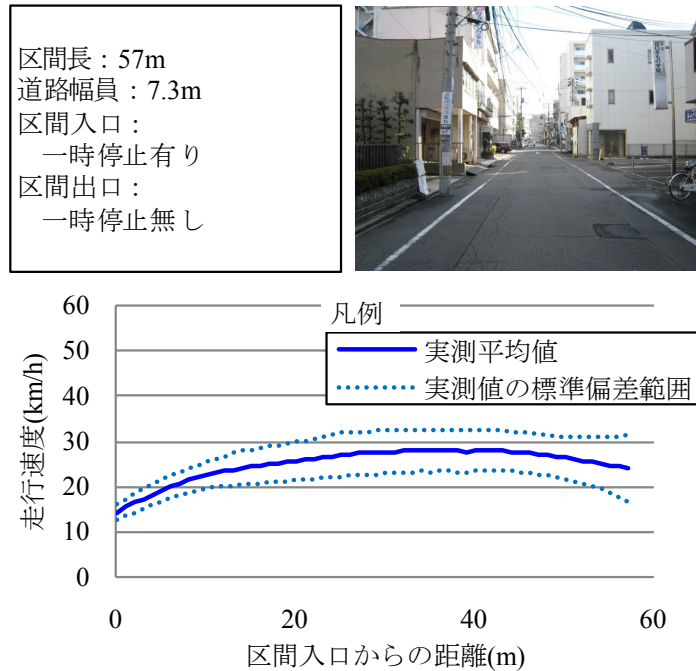 区間長：57m
道路幅員：7.3m
区間入口：
一時停止有り
区間出口：
一時停止無し
凡例
実測平均値
実測値の標準偏差範囲
走行速度(km/h)
60
50
40
30
20
10
0
0 20 40 60
区間入口からの距離(m)